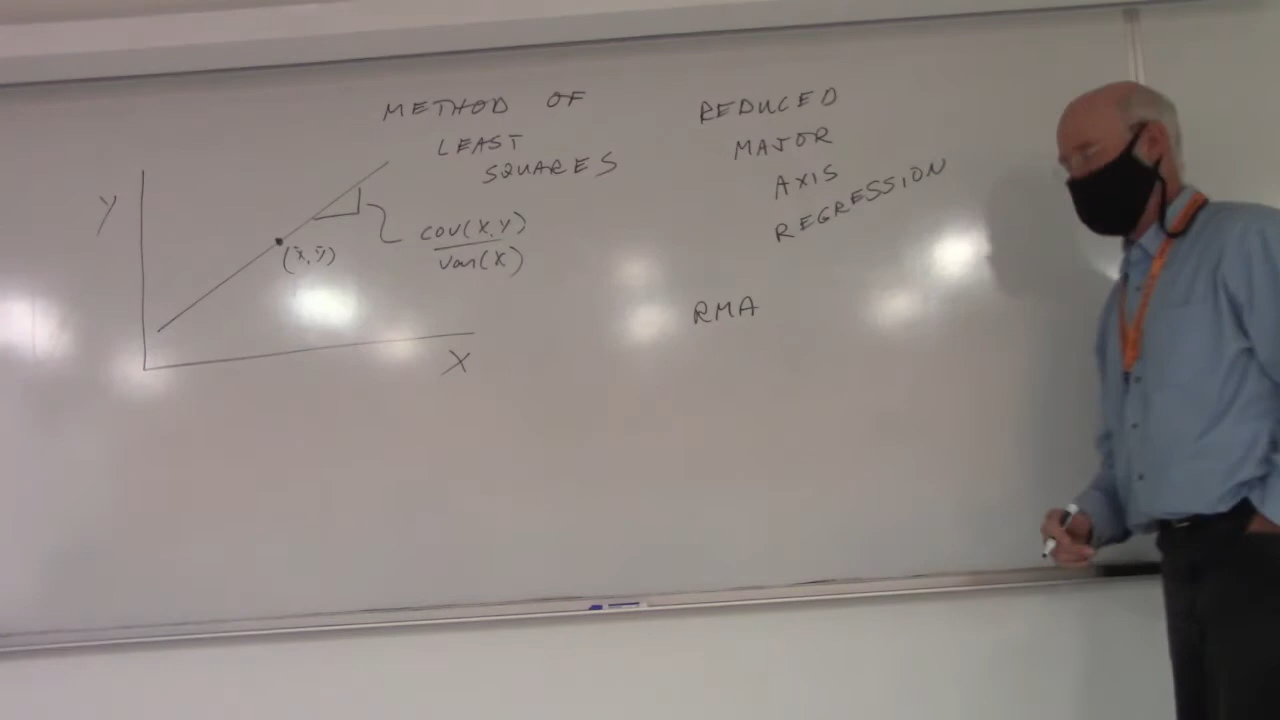 METHOD OF
LEAST
SQUARES
Y
(x̄, ȳ)
cov(X,Y)
var(X)
X
REDUCED
MAJOR
AXIS
REGRESSION
RMA